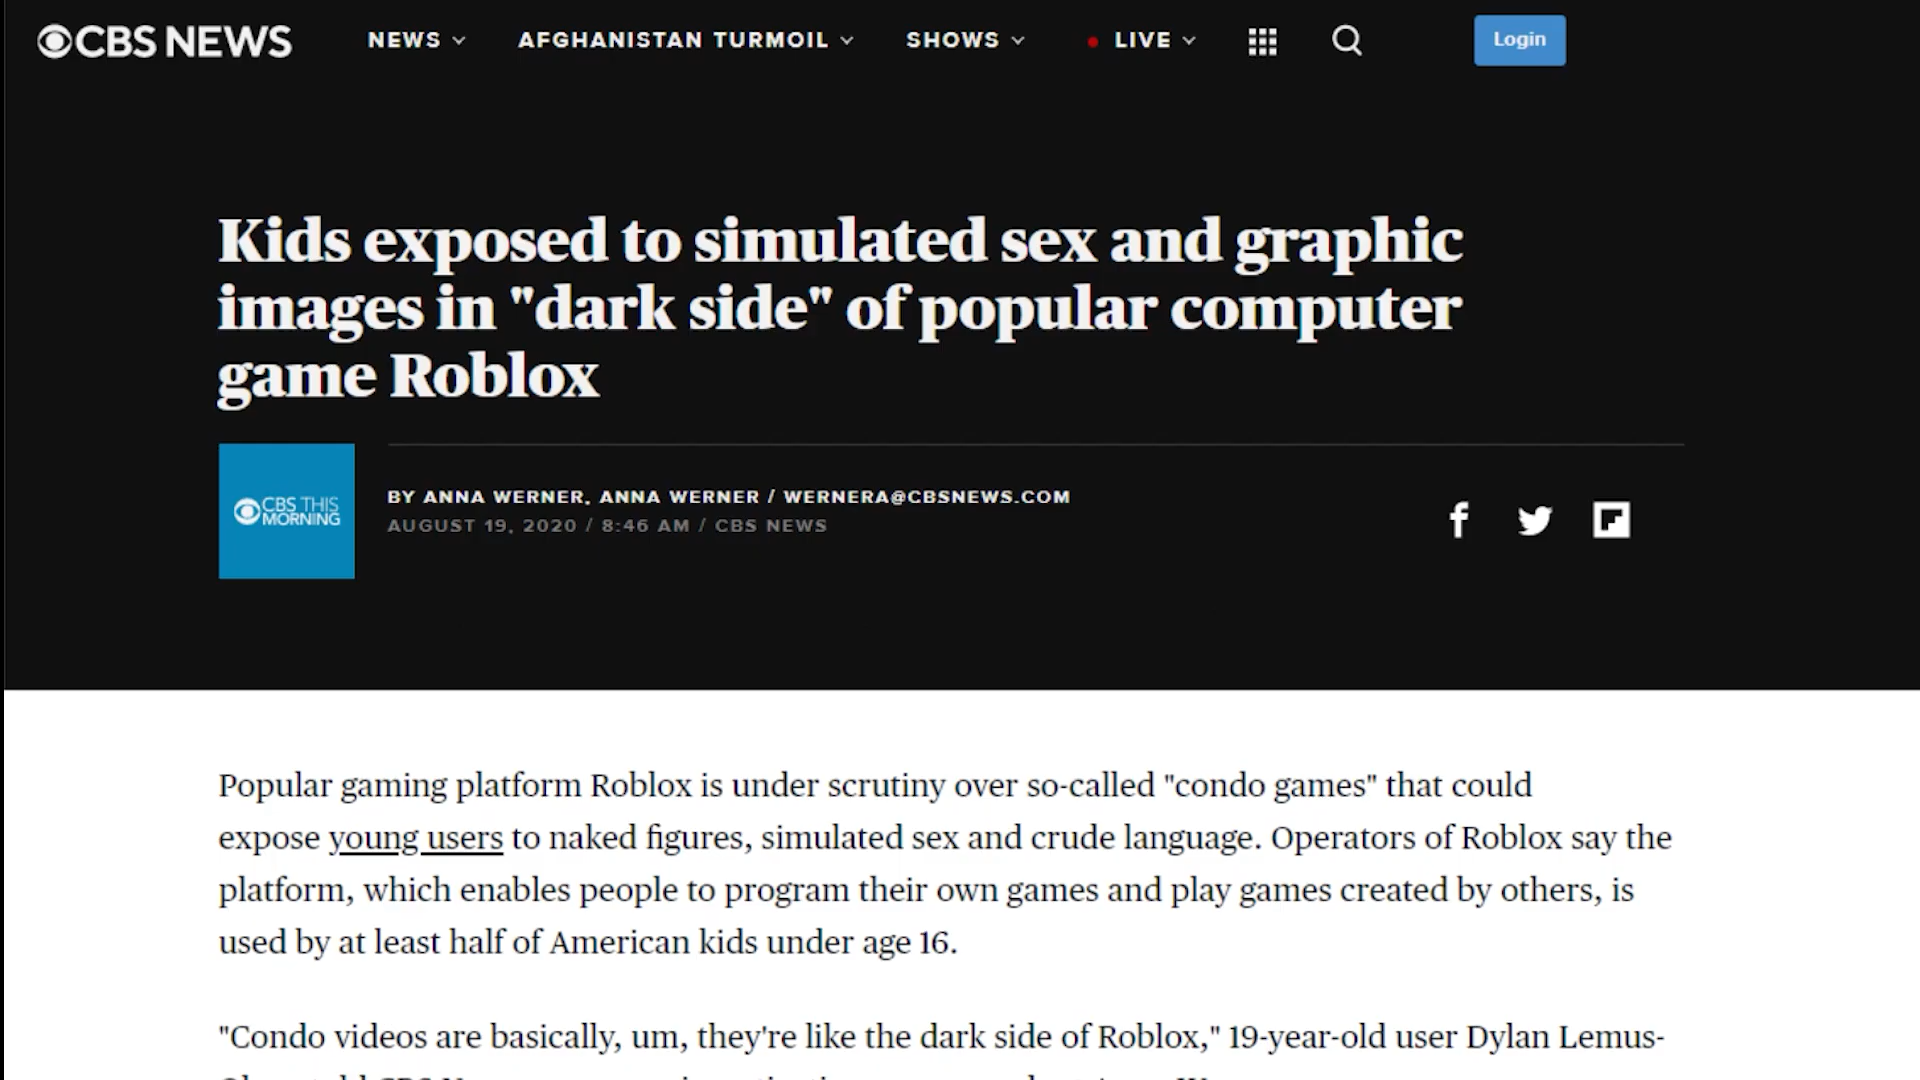 CBS NEWS NEWS AFGHANISTAN TURMOIL SHOWS LIVE Login
Kids exposed to simulated sex and graphic
images in "dark side" of popular computer
game Roblox
CBS THIS
MORNING
BY ANNA WERNER, ANNA WERNER / WERNERA@CBSNEWS.COM
AUGUST 19, 2020 / 8:46 AM / CBS NEWS
Popular gaming platform Roblox is under scrutiny over so-called "condo games" that could
expose young users to naked figures, simulated sex and crude language. Operators of Roblox say the
platform, which enables people to program their own games and play games created by others, is
used by at least half of American kids under age 16.
"Condo videos are basically, um, they're like the dark side of Roblox," 19-year-old user Dylan Lemus-